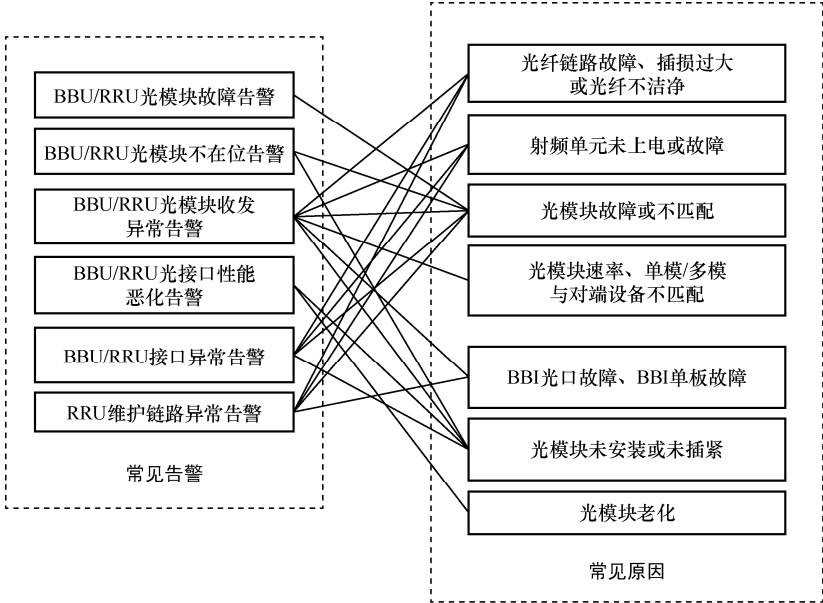 BBU/RRU光模块故障告警
BBU/RRU光模块不在位告警
BBU/RRU光模块收发
异常告警
BBU/RRU光接口性能
恶化告警
BBU/RRU接口异常告警
RRU维护链路异常告警
常见告警
光纤链路故障、插损过大
或光纤不洁净
射频单元未上电或故障
光模块故障或不匹配
光模块速率、单模/多模
与对端设备不匹配
BBI光口故障、BBI单板故障
光模块未安装或未插紧
光模块老化
常见原因